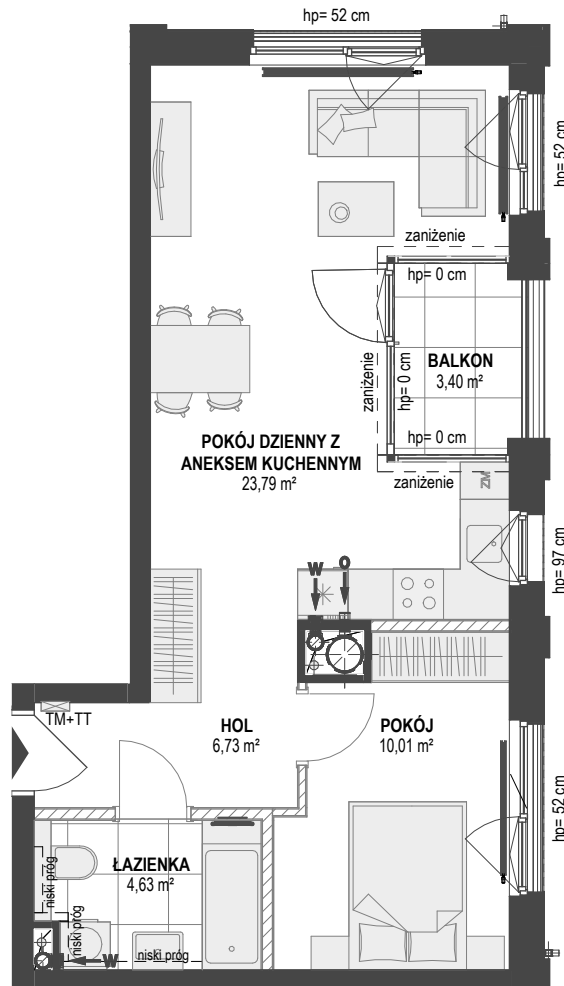 hp= 52 cm
hp= 52 cm
zaniżenie
hp= 0 cm
BALKON
3,40 m²
zaniżenie
hp= 0 cm
hp= 0 cm
zaniżenie
POKÓJ DZIENNY Z
ANEKSEM KUCHENNYM
23,79 m²
ZM
hp= 97 cm
W
O
TM+TT
HOL
6,73 m²
POKÓJ
10,01 m²
hp= 52 cm
ŁAZIENKA
4,63 m²
niski próg
niski próg
niski próg
W